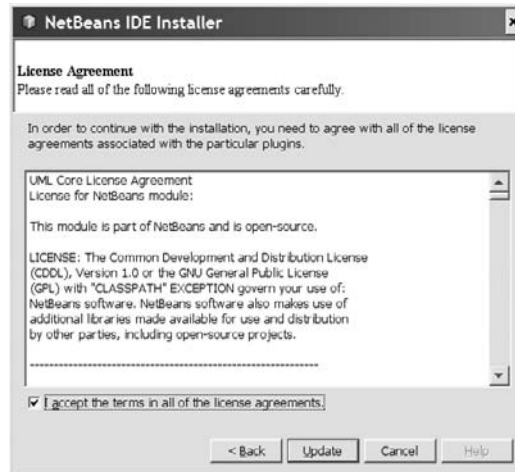 NetBeans IDE Installer
License Agreement
Please read all of the following license agreements carefully.
In order to continue with the installation, you need to agree with all of the license
agreements associated with the particular plugins.
UML Core License Agreement
License for NetBeans module:
This module is part of NetBeans and is open-source.
LICENSE: The Common Development and Distribution License
(CDDL), Version 1.0 or the GNU General Public License
(GPL) with "CLASSPATH" EXCEPTION govern your use of:
NetBeans software. NetBeans software also makes use of
additional libraries made available for use and distribution
by other parties, including open-source projects.
------------------------------------------------------------
I accept the terms in all of the license agreements.
< Back Update Cancel Help